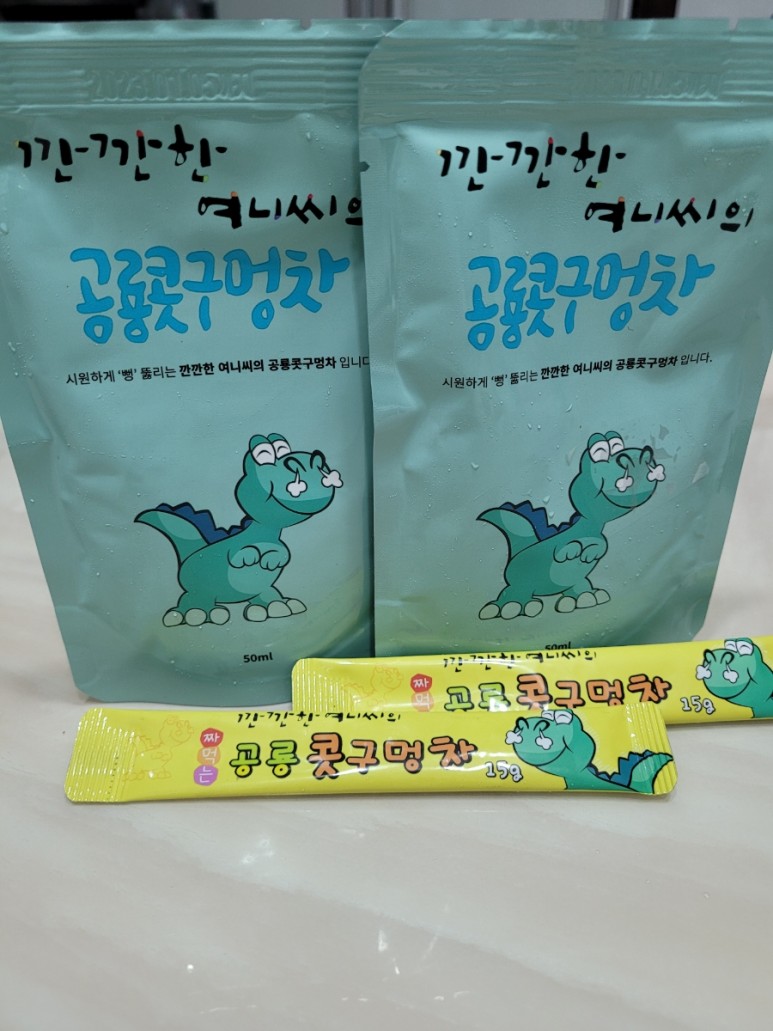 깐깐한
여니씨의
공룡콧구멍차
시원하게 '뻥' 뚫리는 깐깐한 여니씨의 공룡콧구멍차 입니다
50ml
깐깐한
여니씨의
공룡콧구멍차
시원하게 '뻥' 뚫리는 깐깐한 여니씨의 공룡콧구멍차 입니다.
50ml
깐깐한 여니씨의
짜먹 공룡 콧구멍차 15g
깐깐한 여니씨의
짜먹는 공룡 콧구멍차 15g